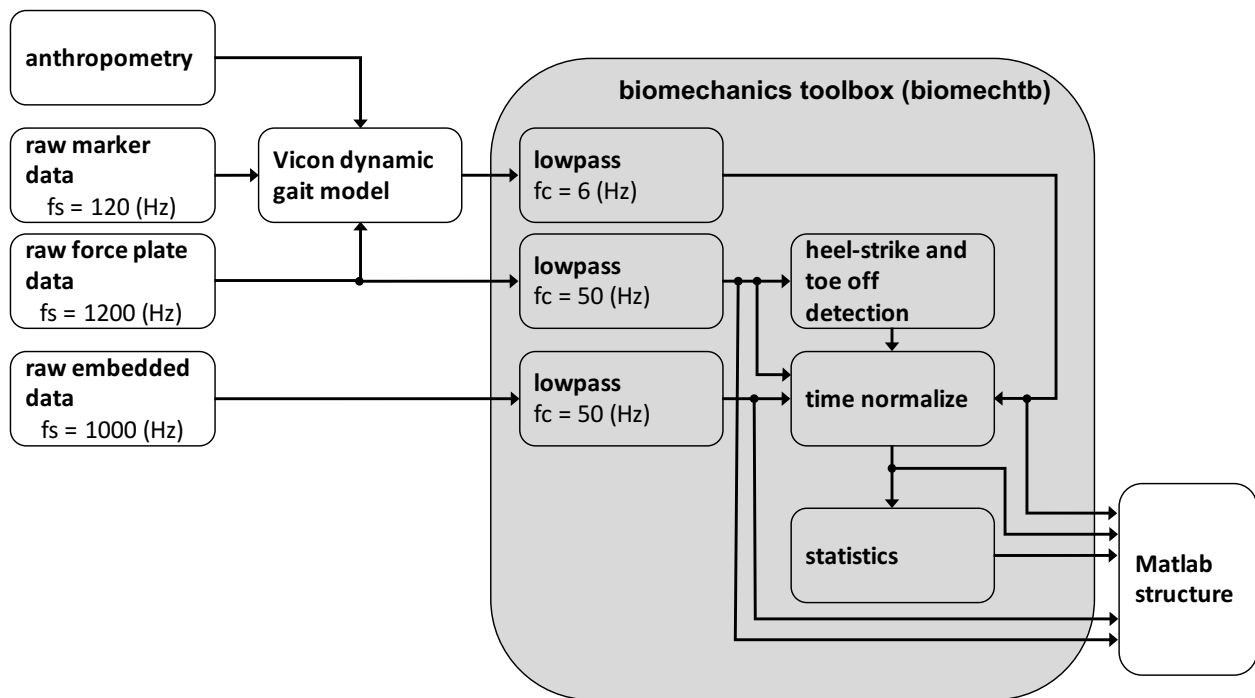 anthropometry
biomechanics toolbox (biomechtb)
raw marker
data
fs = 120 (Hz)
Vicon dynamic
gait model
lowpass
fc = 6 (Hz)
raw force plate
data
fs = 1200 (Hz)
lowpass
fc = 50 (Hz)
heel-strike and
toe off
detection
raw embedded
data
fs = 1000 (Hz)
lowpass
fc = 50 (Hz)
time normalize
statistics
Matlab
structure